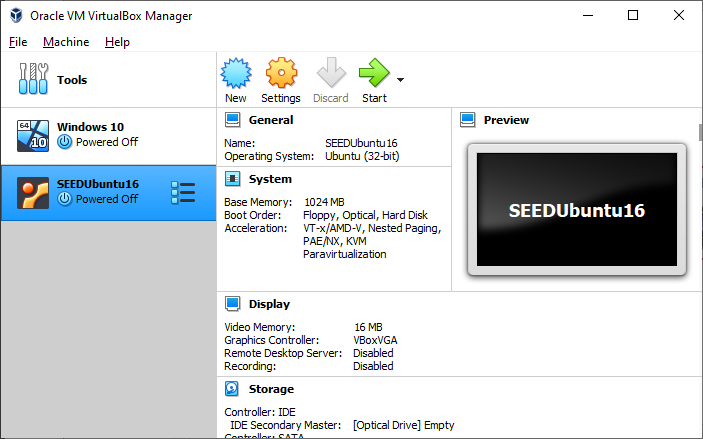 Oracle VM VirtualBox Manager
File Machine Help
Tools
New Settings Discard Start
64
10
Windows 10
Powered Off
SEEDUbuntu16
Powered Off
General
Name: SEEDUbuntu16
Operating System: Ubuntu (32-bit)
System
Base Memory: 1024 MB
Boot Order: Floppy, Optical, Hard Disk
Acceleration: VT-x/AMD-V, Nested Paging,
PAE/NX, KVM
Paravirtualization
Preview
SEEDUbuntu16
Display
Video Memory: 16 MB
Graphics Controller: VBoxVGA
Remote Desktop Server: Disabled
Recording: Disabled
Storage
Controller: IDE
IDE Secondary Master: [Optical Drive] Empty
Controller: SATA